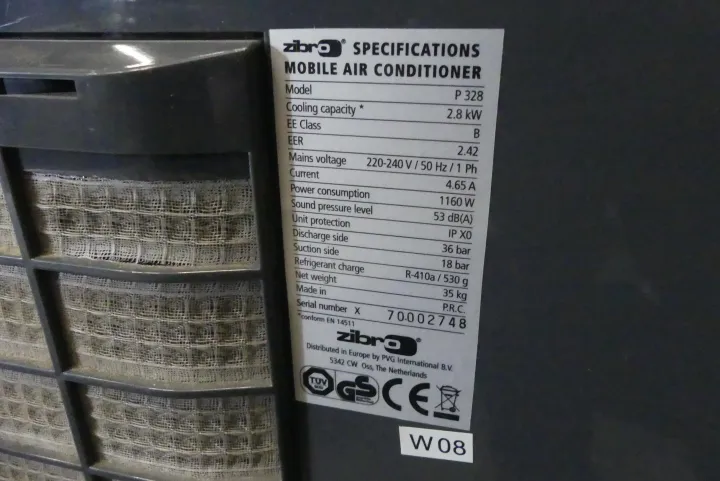 zibro® SPECIFICATIONS
MOBILE AIR CONDITIONER
Model P 328
Cooling capacity * 2.8 kW
EE Class B
EER 2.42
Mains voltage 220-240 V / 50 Hz / 1 Ph
Current 4.65 A
Power consumption 1160 W
Sound pressure level 53 dB(A)
Unit protection IP X0
Discharge side 36 bar
Suction side 18 bar
Refrigerant charge R-410a / 530 g
Net weight 35 kg
Made in P.R.C.
Serial number X 70002748
*conform EN 14511
zibro
Distributed in Europe by PVG International B.V.
5342 CW Oss, The Netherlands
TÜV GS CE
W08